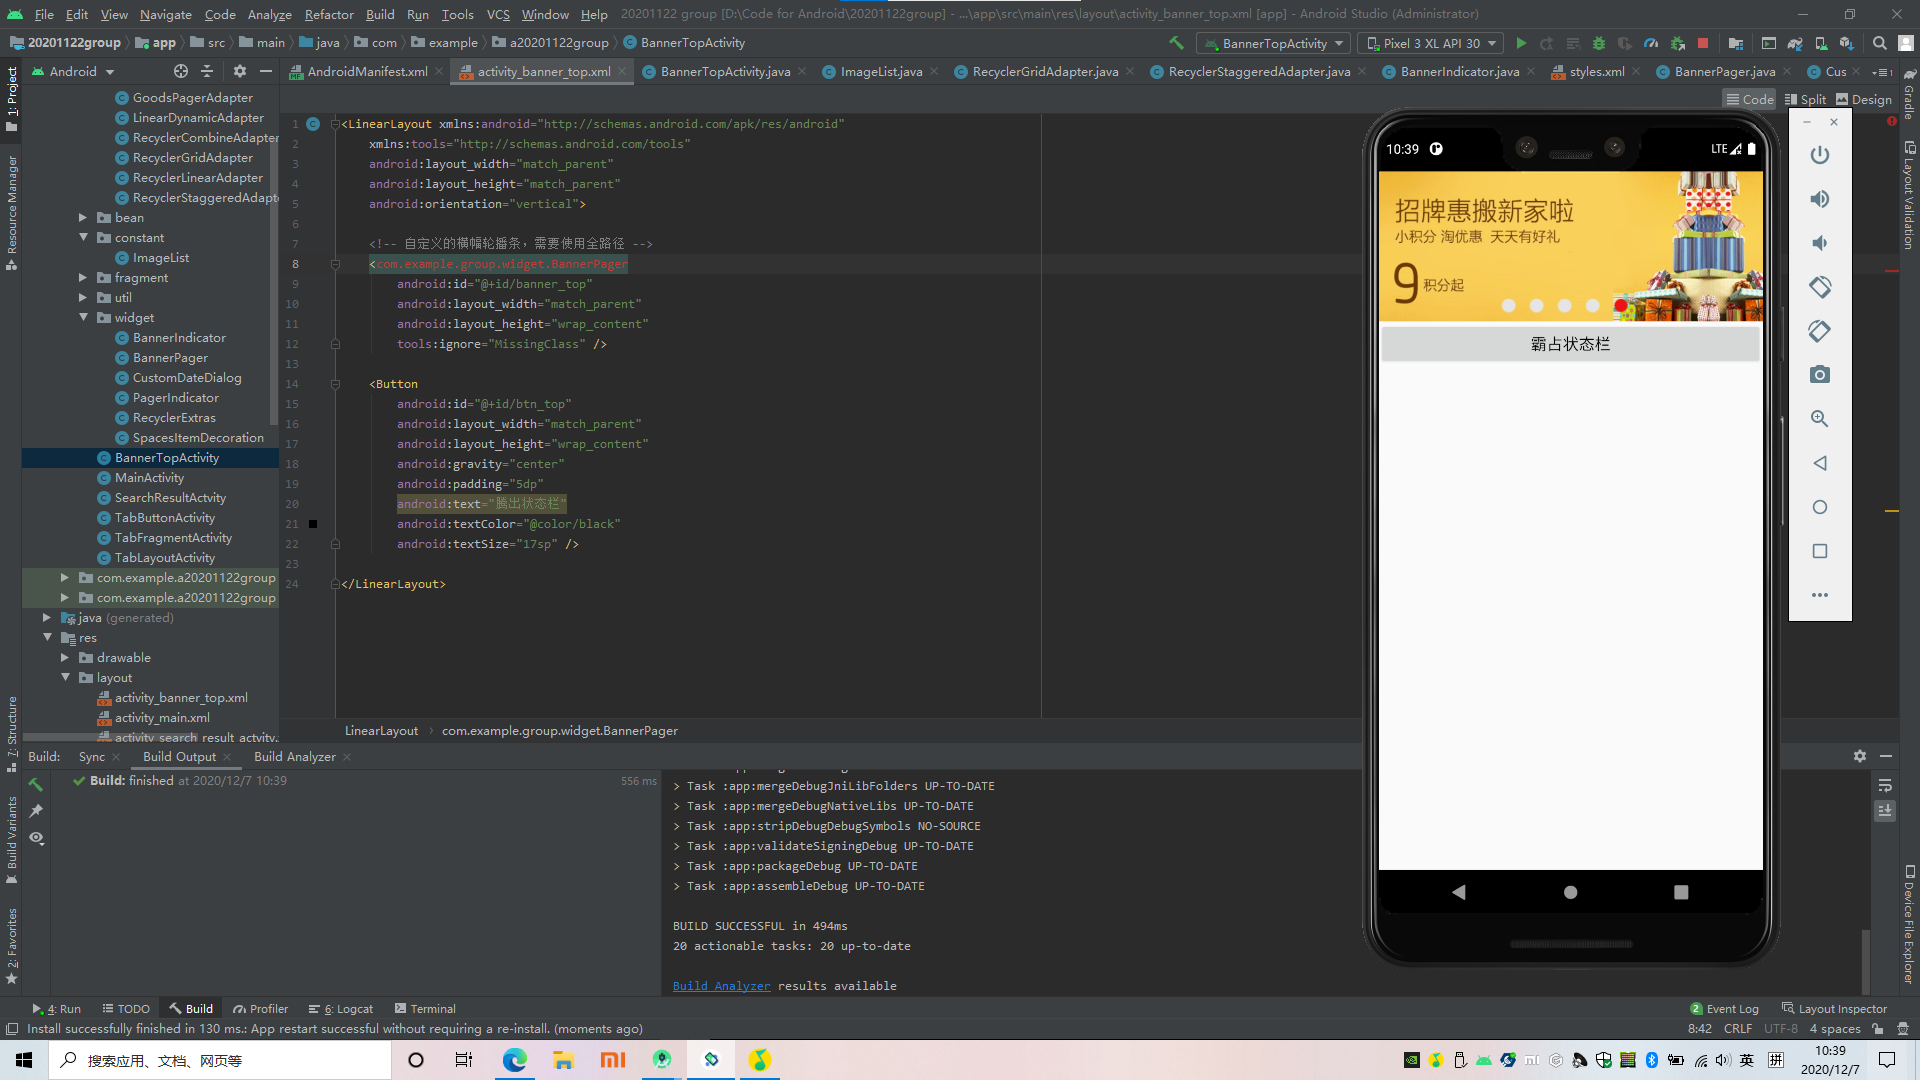 File Edit View Navigate Code Analyze Refactor Build Run Tools VCS Window Help 20201122 group [D:\Code for Android\20201122group] - ...\app\src\main\res\layout\activity_banner_top.xml [app] - Android Studio (Administrator)
20201122group app src main java com example a20201122group BannerTopActivity
BannerTopActivity Pixel 3 XL API 30
Android
AndroidManifest.xml activity_banner_top.xml BannerTopActivity.java ImageList.java RecyclerGridAdapter.java RecyclerStaggeredAdapter.java BannerIndicator.java styles.xml BannerPager.java Cus
Code Split Design
1: Project
Resource Manager
7: Structure
Build Variants
2: Favorites
Gradle
Layout Validation
Device File Explorer
GoodsPagerAdapter
LinearDynamicAdapter
RecyclerCombineAdapter
RecyclerGridAdapter
RecyclerLinearAdapter
RecyclerStaggeredAdapt
bean
constant
ImageList
fragment
util
widget
BannerIndicator
BannerPager
CustomDateDialog
PagerIndicator
RecyclerExtras
SpacesItemDecoration
BannerTopActivity
MainActivity
SearchResultActvity
TabButtonActivity
TabFragmentActivity
TabLayoutActivity
com.example.a20201122group
com.example.a20201122group
java (generated)
res
drawable
layout
activity_banner_top.xml
activity_main.xml
activity_search_result_activity.
1 <LinearLayout xmlns:android="http://schemas.android.com/apk/res/android"
2 xmlns:tools="http://schemas.android.com/tools"
3 android:layout_width="match_parent"
4 android:layout_height="match_parent"
5 android:orientation="vertical">
6
7 <!-- 自定义的横幅轮播条，需要使用全路径 -->
8 <com.example.group.widget.BannerPager
9 android:id="@+id/banner_top"
10 android:layout_width="match_parent"
11 android:layout_height="wrap_content"
12 tools:ignore="MissingClass" />
13
14 <Button
15 android:id="@+id/btn_top"
16 android:layout_width="match_parent"
17 android:layout_height="wrap_content"
18 android:gravity="center"
19 android:padding="5dp"
20 android:text="腾出状态栏"
21 android:textColor="@color/black"
22 android:textSize="17sp" />
23
24 </LinearLayout>
LinearLayout com.example.group.widget.BannerPager
10:39 LTE
招牌惠搬新家啦
小积分 淘优惠 天天有好礼
9积分起
霸占状态栏
Build: Sync Build Output Build Analyzer
Build: finished at 2020/12/7 10:39 556 ms
> Task :app:mergeDebugJniLibFolders UP-TO-DATE
> Task :app:mergeDebugNativeLibs UP-TO-DATE
> Task :app:stripDebugDebugSymbols NO-SOURCE
> Task :app:validateSigningDebug UP-TO-DATE
> Task :app:packageDebug UP-TO-DATE
> Task :app:assembleDebug UP-TO-DATE
BUILD SUCCESSFUL in 494ms
20 actionable tasks: 20 up-to-date
Build Analyzer results available
4: Run TODO Build Profiler 6: Logcat Terminal 2 Event Log Layout Inspector
Install successfully finished in 130 ms.: App restart successful without requiring a re-install. (moments ago) 8:42 CRLF UTF-8 4 spaces
搜索应用、文档、网页等
英 拼
10:39
2020/12/7